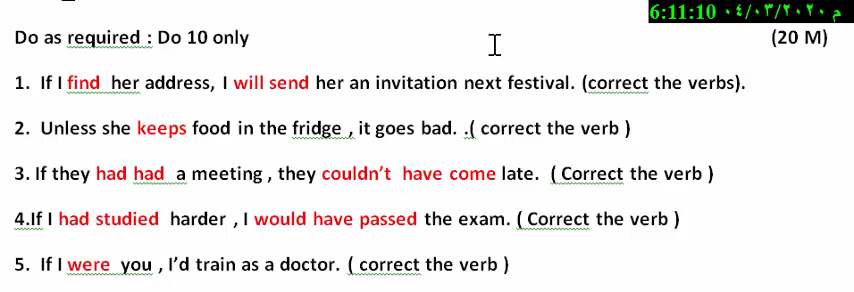 6:11:10 م ٠٤/٠٣/٢٠٢٠
Do as required : Do 10 only (20 M)
1. If I find her address, I will send her an invitation next festival. (correct the verbs).
2. Unless she keeps food in the fridge , it goes bad. .( correct the verb )
3. If they had had a meeting , they couldn’t have come late. ( Correct the verb )
4.If I had studied harder , I would have passed the exam. ( Correct the verb )
5. If I were you , I’d train as a doctor. ( correct the verb )